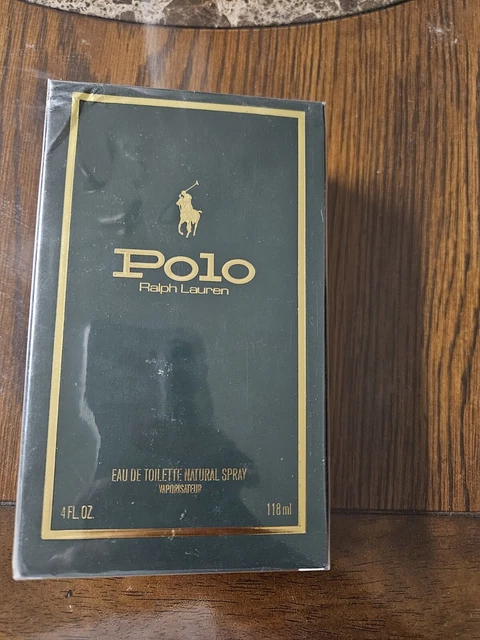 Polo
Ralph Lauren
EAU DE TOILETTE NATURAL SPRAY
VAPORISATEUR
4 FL. OZ. 118 ml